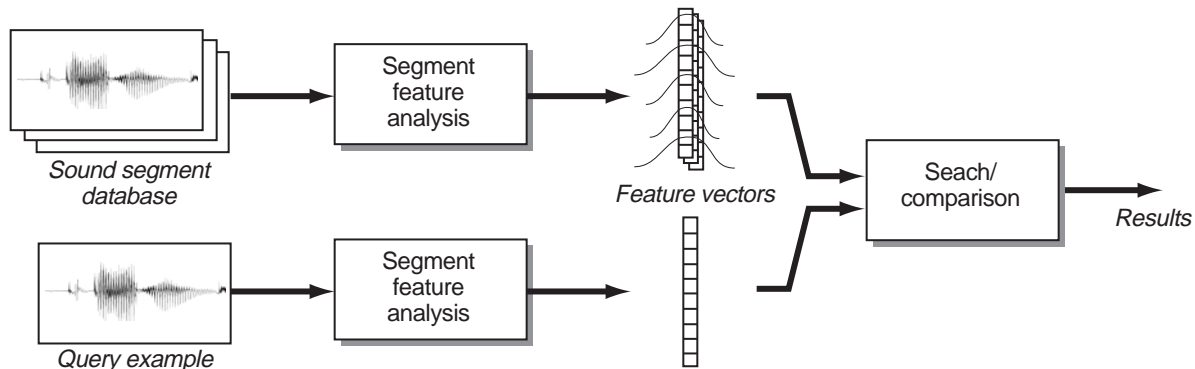 Segment
feature
analysis
Sound segment
database
Feature vectors
Seach/
comparison
Results
Segment
feature
analysis
Query example